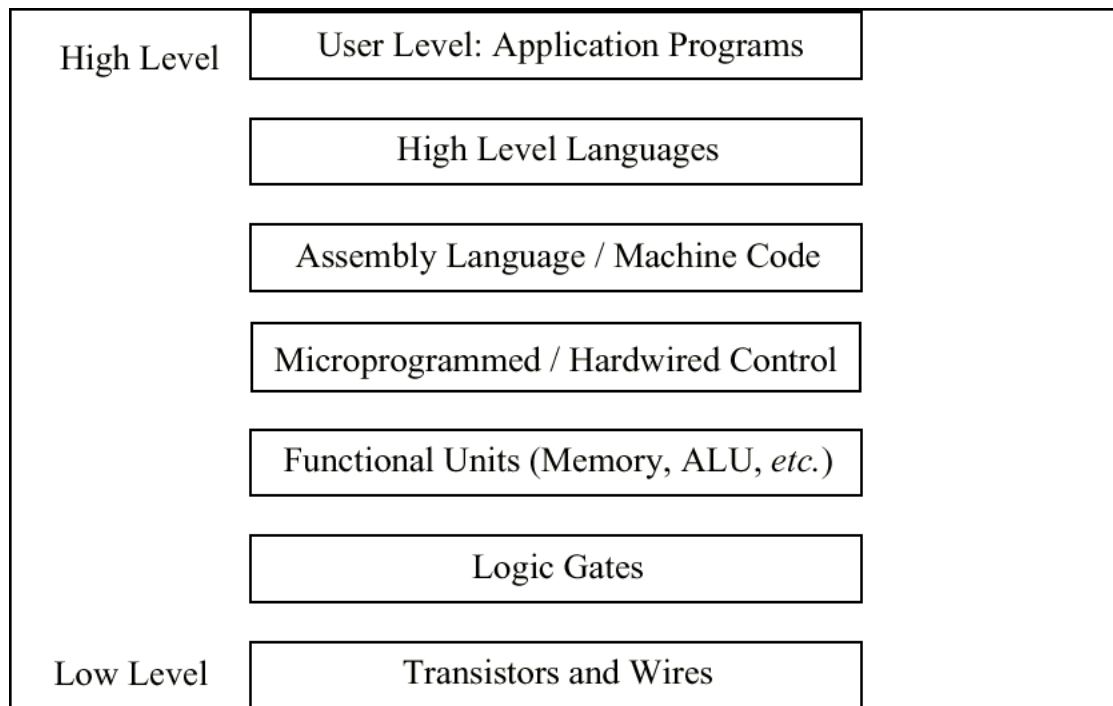 High Level
User Level: Application Programs
High Level Languages
Assembly Language / Machine Code
Microprogrammed / Hardwired Control
Functional Units (Memory, ALU, etc.)
Logic Gates
Low Level
Transistors and Wires